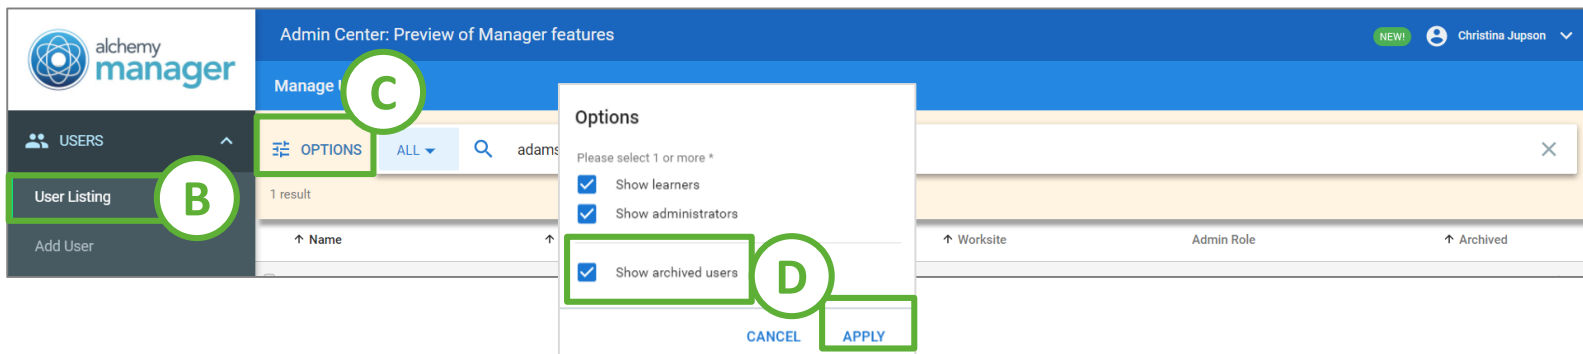 alchemy
manager
Admin Center: Preview of Manager features
NEW!
Christina Jupson
Manage
C
USERS
OPTIONS
ALL
adams
User Listing
B
1 result
Add User
Name
Worksite
Admin Role
Archived
Options
Please select 1 or more *
Show learners
Show administrators
Show archived users
D
CANCEL
APPLY